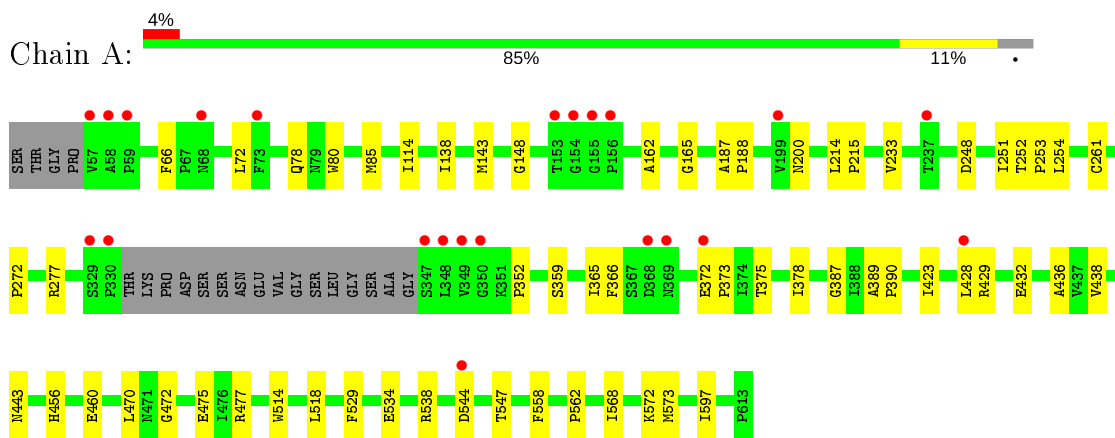 4%
Chain A:
85%
11%
•
SER THR GLY PRO V57 A58 P59 F66 P67 N68 L72 F73 Q78 N79 W80 M85 I114 I138 M143 G148 T153 G154 G155 P156 A162 G165 A187 P188 V199 N200 L214 P215 V233 T237 D248 I251 T252 P253 L254 C261
P272 R277 S329 P330 THR LYS PRO ASP SER SER ASN GLU VAL GLY SER LEU GLY SER ALA GLY S347 L348 V349 G350 K351 P352 S359 I365 F366 S367 D368 N369 E372 P373 I374 T375 I378 G387 I388 A389 P390 I423 L428 R429 E432 A436 V437 V438
N443 H456 E460 L470 N471 G472 E475 I476 R477 W514 L518 F529 E534 R538 D544 T547 F558 P562 I568 K572 M573 I597 P613